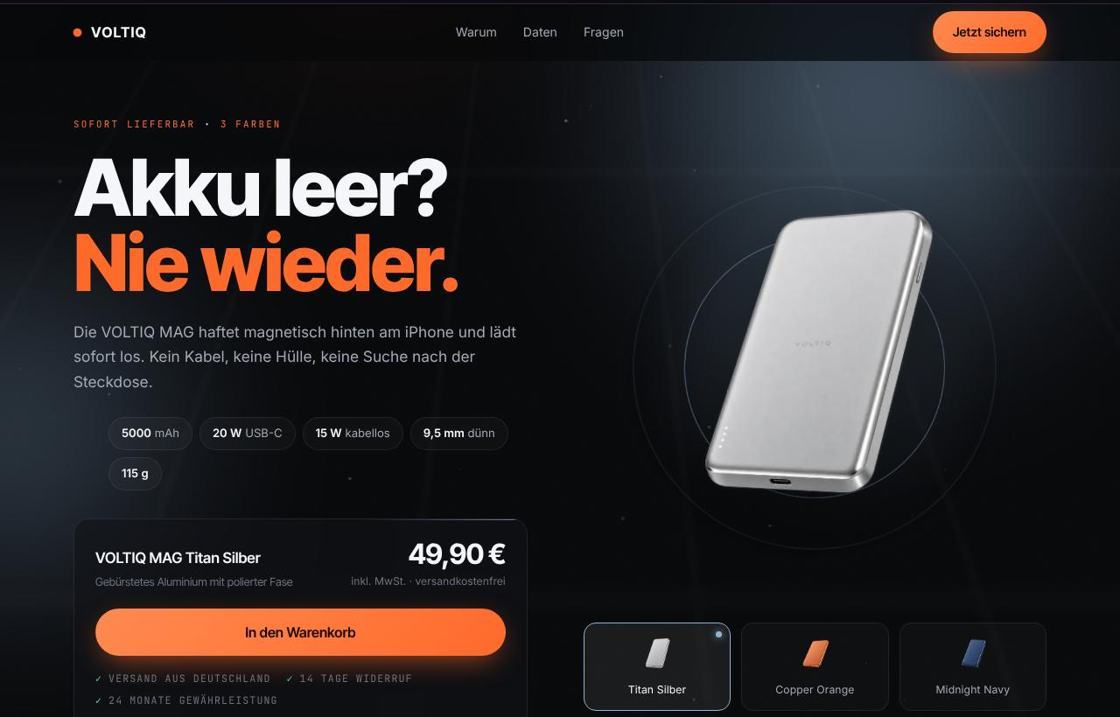 VOLTIQ
Warum Daten Fragen
Jetzt sichern
SOFORT LIEFERBAR · 3 FARBEN
Akku leer?
Nie wieder.
Die VOLTIQ MAG haftet magnetisch hinten am iPhone und lädt
sofort los. Kein Kabel, keine Hülle, keine Suche nach der
Steckdose.
5000 mAh 20 W USB-C 15 W kabellos 9,5 mm dünn
115 g
VOLTIQ MAG Titan Silber
49,90 €
Gebürstetes Aluminium mit polierter Fase
inkl. MwSt. · versandkostenfrei
In den Warenkorb
✓ VERSAND AUS DEUTSCHLAND ✓ 14 TAGE WIDERRUF
✓ 24 MONATE GEWÄHRLEISTUNG
VOLTIQ
Titan Silber
Copper Orange
Midnight Navy